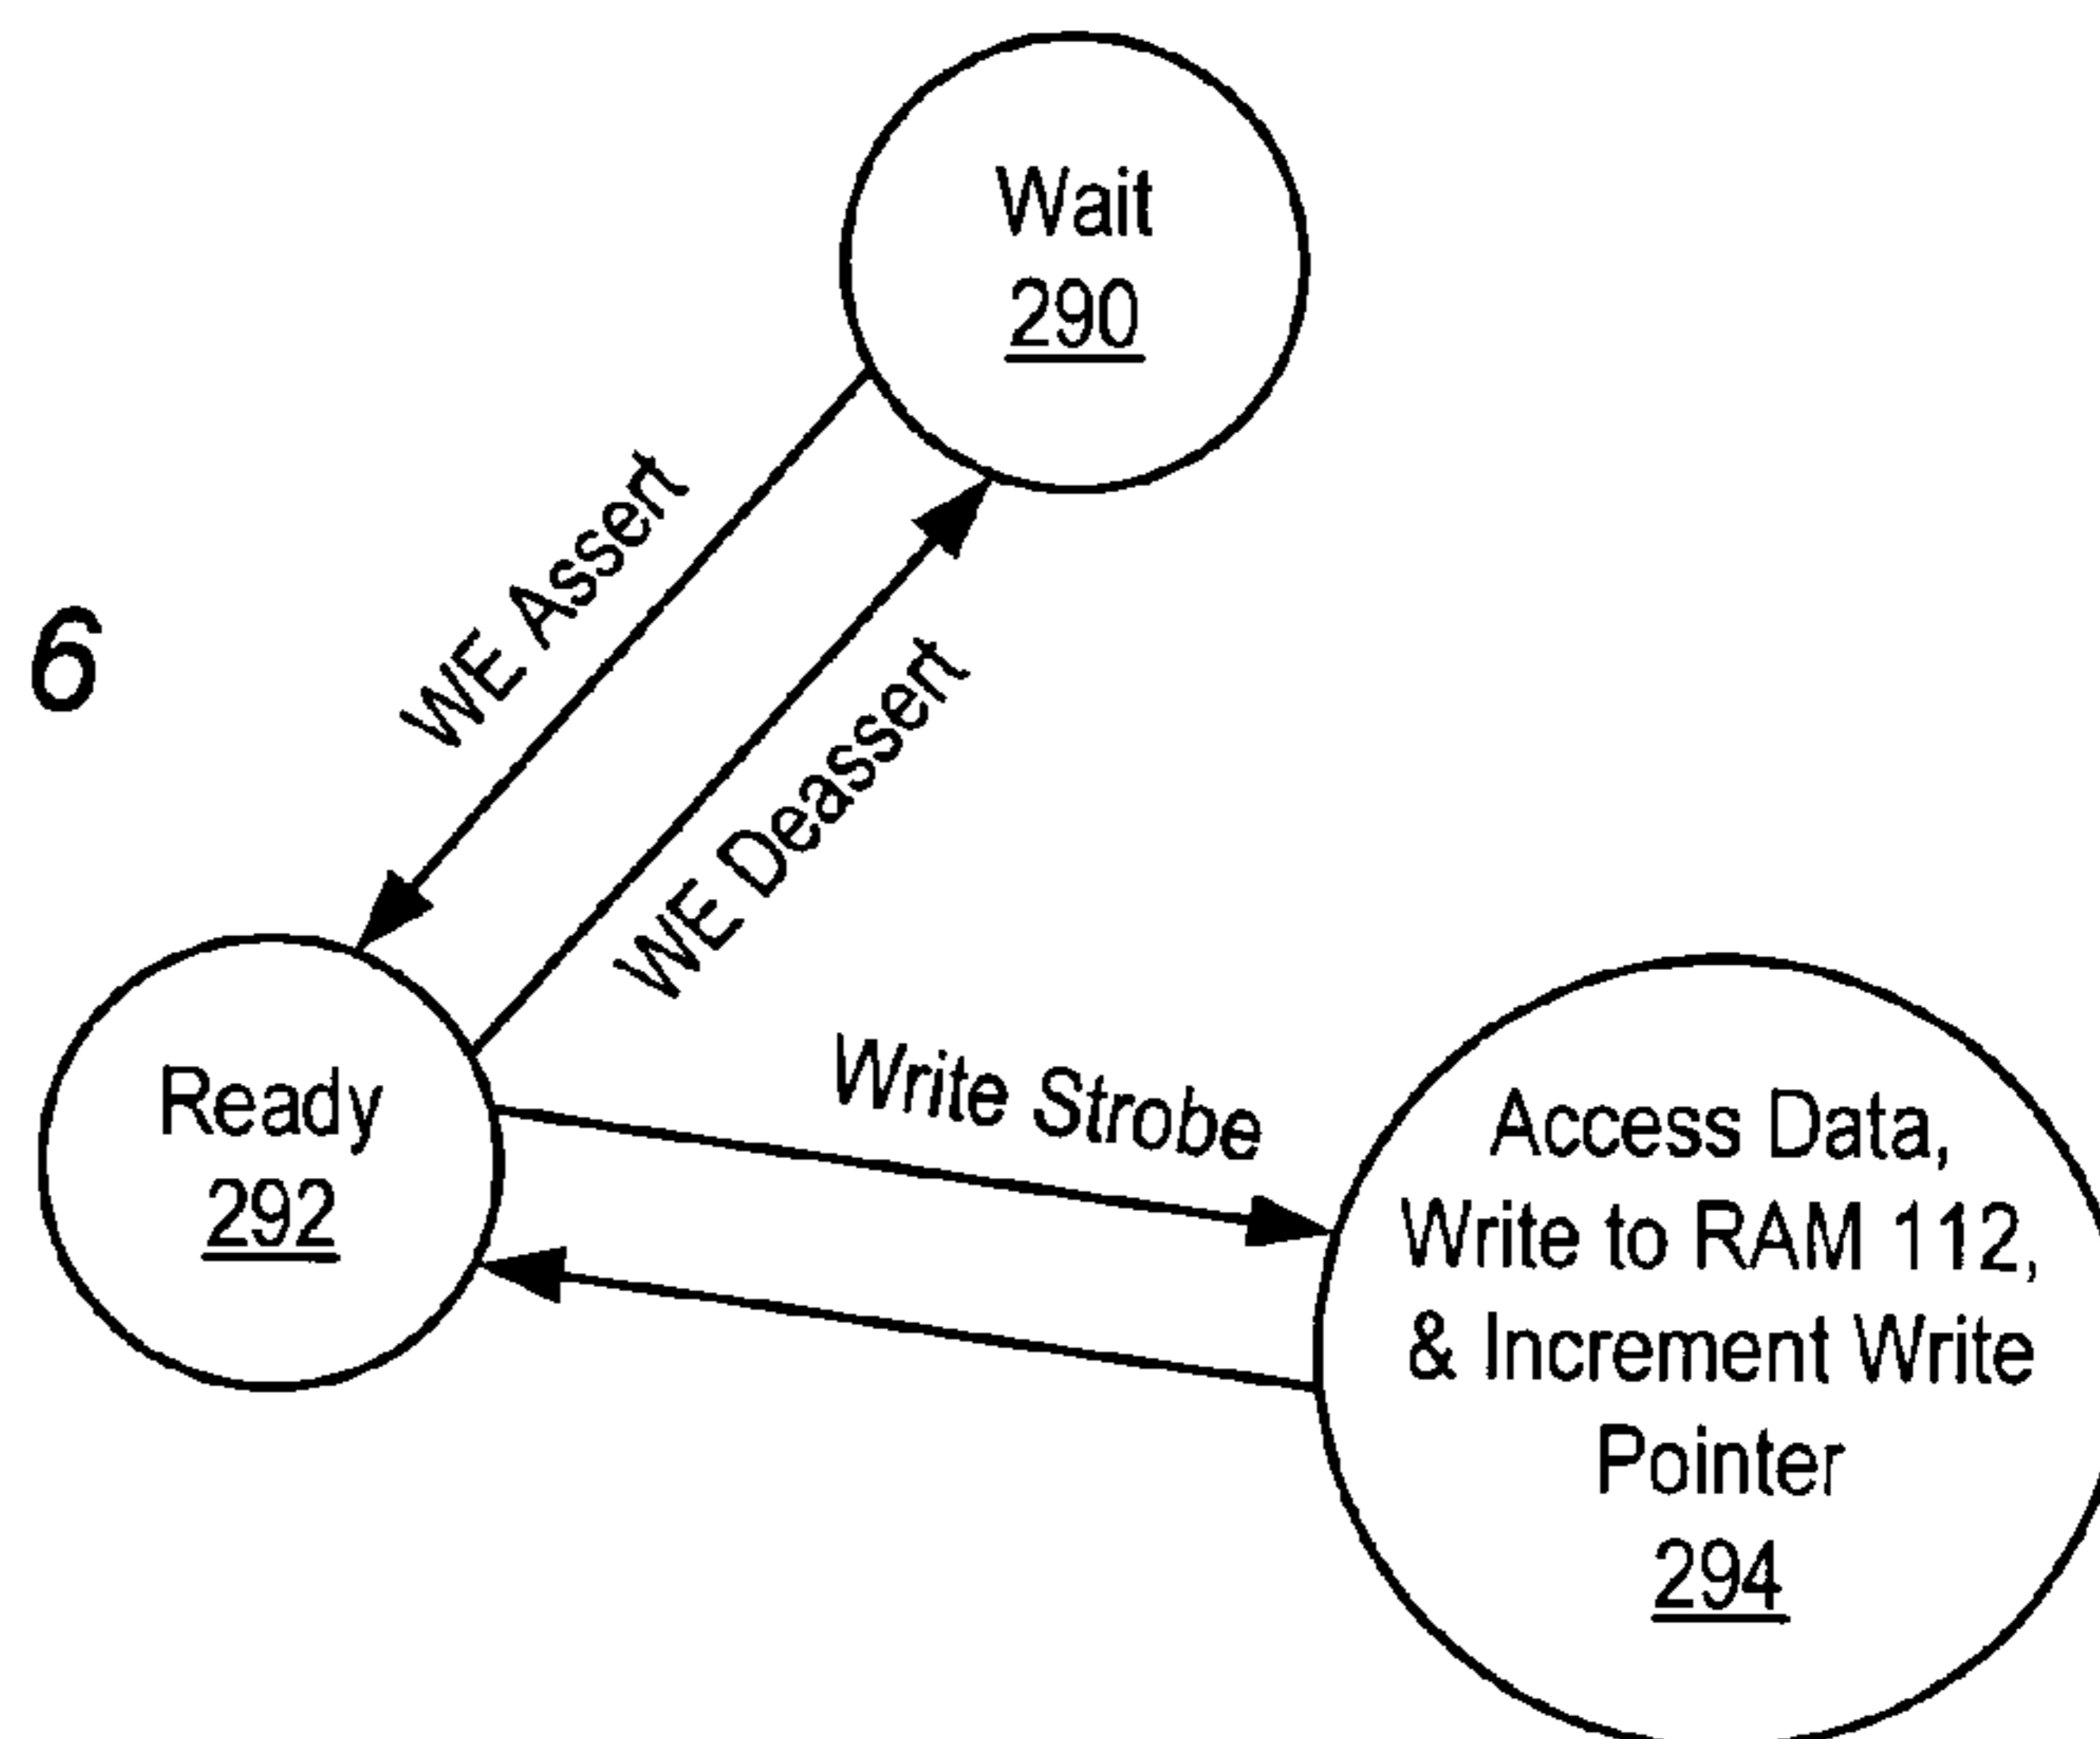 Wait
290
6
WE Assert
WE Deassert
Ready
292
Write Strobe
Access Data,
Write to RAM 112,
& Increment Write
Pointer
294